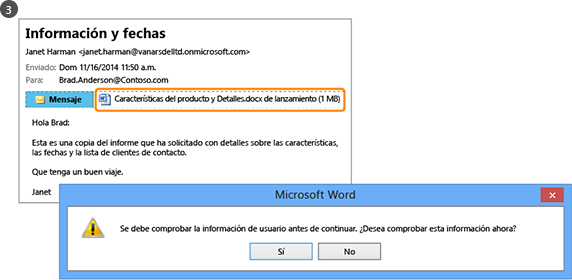 3
Información y fechas
Janet Harman <janet.harman@vanarsdelltd.onmicrosoft.com>
Enviado: Dom 11/16/2014 11:50 a.m.
Para: Brad.Anderson@Contoso.com
Mensaje Características del producto y Detalles.docx de lanzamiento (1 MB)
Hola Brad:
Esta es una copia del informe que ha solicitado con detalles sobre las características,
las fechas y la lista de clientes de contacto.
Que tenga un buen viaje.
Janet
Microsoft Word
Se debe comprobar la información de usuario antes de continuar. ¿Desea comprobar esta información ahora?
Sí No